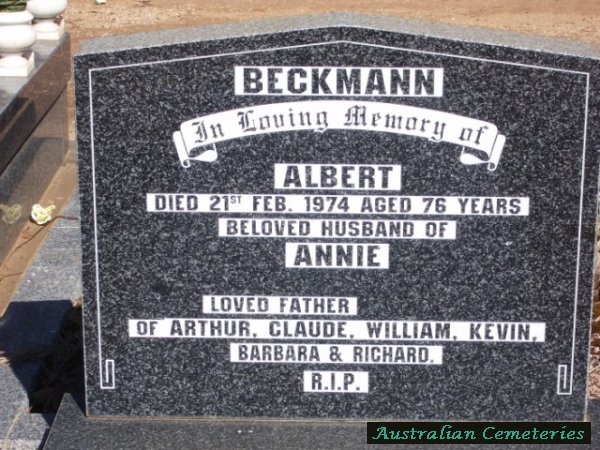 BECKMANN
In Loving Memory of
ALBERT
DIED 21ST FEB. 1974 AGED 76 YEARS
BELOVED HUSBAND OF
ANNIE
LOVED FATHER
OF ARTHUR, CLAUDE, WILLIAM, KEVIN,
BARBARA & RICHARD.
R.I.P.
Australian Cemeteries